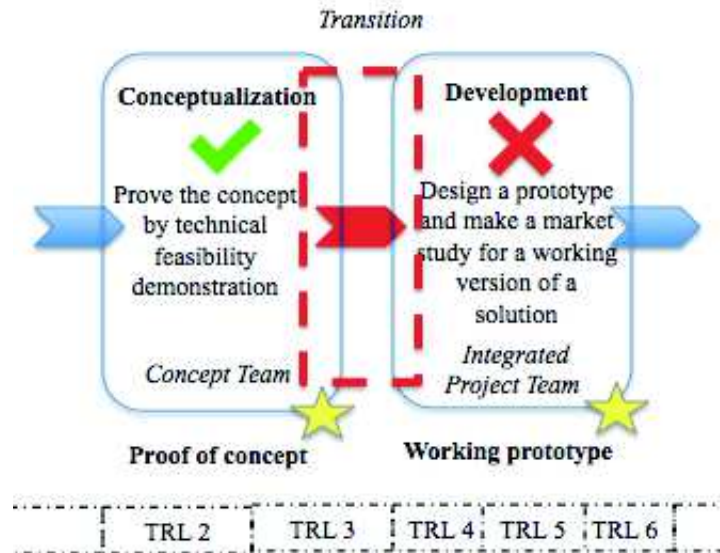 Transition
Conceptualization
Prove the concept
by technical
feasibility
demonstration
Concept Team
Proof of concept
Development
Design a prototype
and make a market
study for a working
version of a
solution
Integrated
Project Team
Working prototype
TRL 2
TRL 3
TRL 4
TRL 5
TRL 6